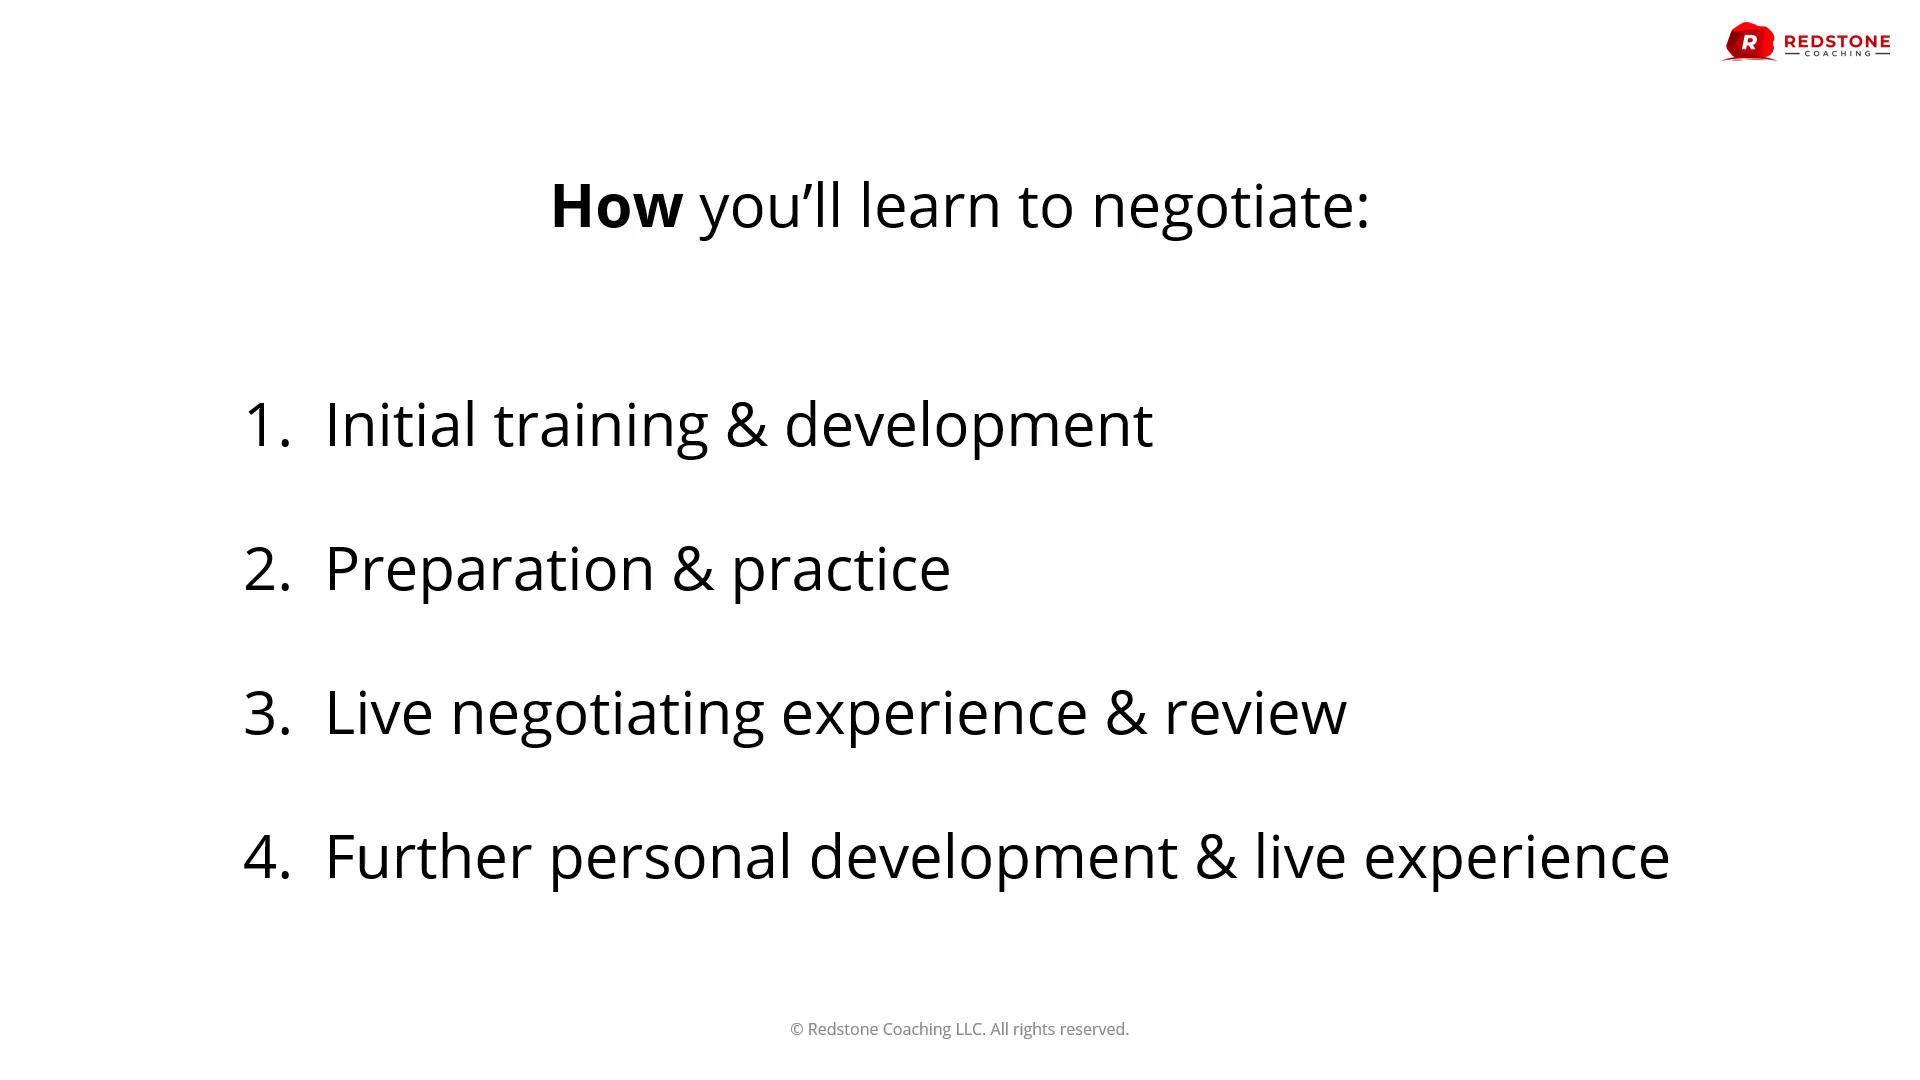 R REDSTONE
COACHING
How you’ll learn to negotiate:
1. Initial training & development
2. Preparation & practice
3. Live negotiating experience & review
4. Further personal development & live experience
© Redstone Coaching LLC. All rights reserved.